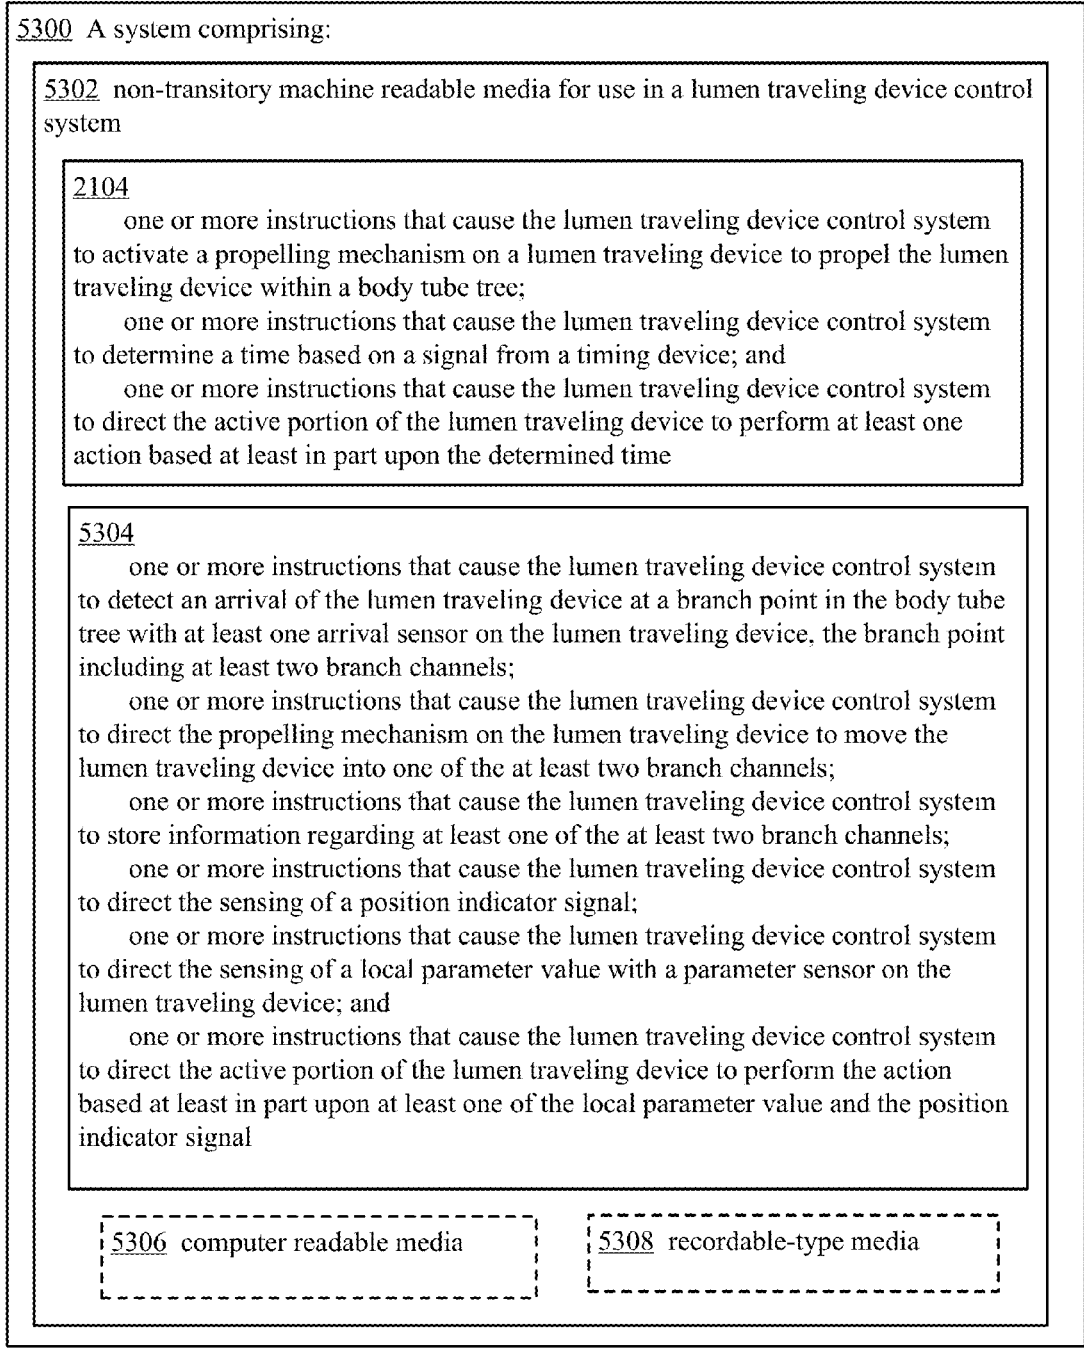 5300 A system comprising:
5302 non-transitory machine readable media for use in a lumen traveling device control
system
2104
one or more instructions that cause the lumen traveling device control system
to activate a propelling mechanism on a lumen traveling device to propel the lumen
traveling device within a body tube tree;
one or more instructions that cause the lumen traveling device control system
to determine a time based on a signal from a timing device; and
one or more instructions that cause the lumen traveling device control system
to direct the active portion of the lumen traveling device to perform at least one
action based at least in part upon the determined time
5304
one or more instructions that cause the lumen traveling device control system
to detect an arrival of the lumen traveling device at a branch point in the body tube
tree with at least one arrival sensor on the lumen traveling device, the branch point
including at least two branch channels;
one or more instructions that cause the lumen traveling device control system
to direct the propelling mechanism on the lumen traveling device to move the
lumen traveling device into one of the at least two branch channels;
one or more instructions that cause the lumen traveling device control system
to store information regarding at least one of the at least two branch channels;
one or more instructions that cause the lumen traveling device control system
to direct the sensing of a position indicator signal;
one or more instructions that cause the lumen traveling device control system
to direct the sensing of a local parameter value with a parameter sensor on the
lumen traveling device; and
one or more instructions that cause the lumen traveling device control system
to direct the active portion of the lumen traveling device to perform the action
based at least in part upon at least one of the local parameter value and the position
indicator signal
5306 computer readable media
5308 recordable-type media